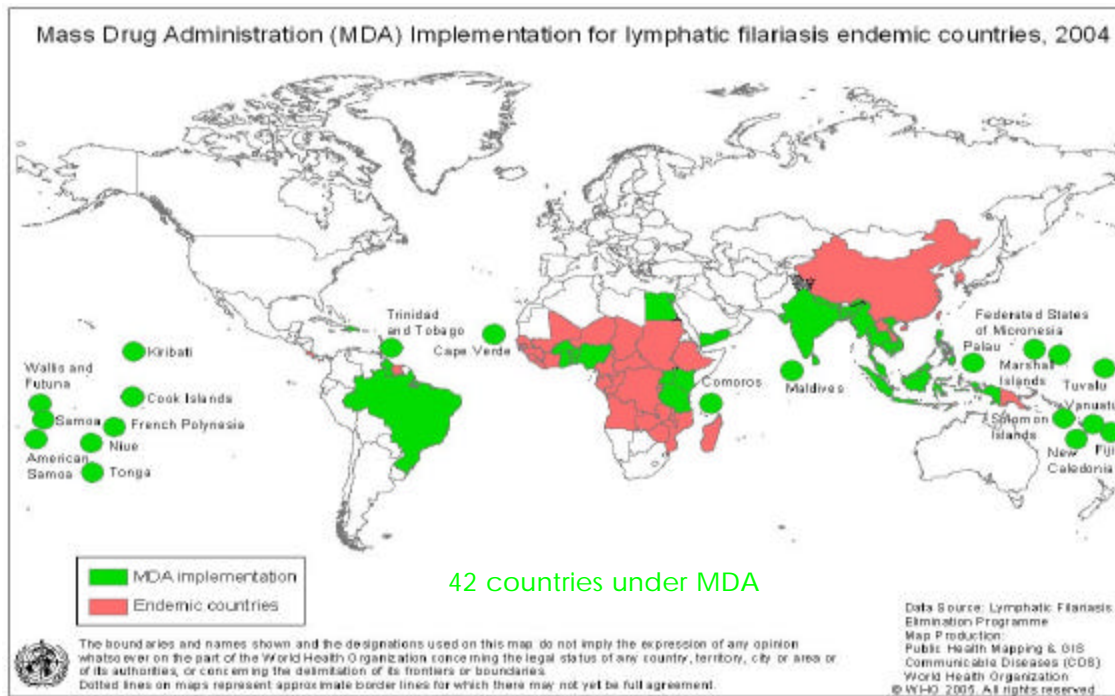 Mass Drug Administration (MDA) Implementation for lymphatic filariasis endemic countries, 2004
Trinidad
and Tobago
Cape Verde
Kiribati
Wallis and
Futuna
Cook Islands
Samoa
French Polynesia
Niue
American
Samoa
Tonga
Comoros
Maldives
Federated States
of Micronesia
Palau
Marshall
Islands
Tuvalu
Vanuatu
Solomon
Islands
Fiji
New
Caledonia
MDA implementation
Endemic countries
42 countries under MDA
Data Source: Lymphatic Filariasis
Elimination Programme
Map Production:
Public Health Mapping & GIS
Communicable Diseases (CDS)
World Health Organization
© WHO 2005. All rights reserved.
The boundaries and names shown and the designations used on this map do not imply the expression of any opinion
whatsoever on the part of the World Health Organization concerning the legal status of any country, territory, city or area or
of its authorities, or concerning the delimitation of its frontiers or boundaries.
Dotted lines on maps represent approximate border lines for which there may not yet be full agreement.